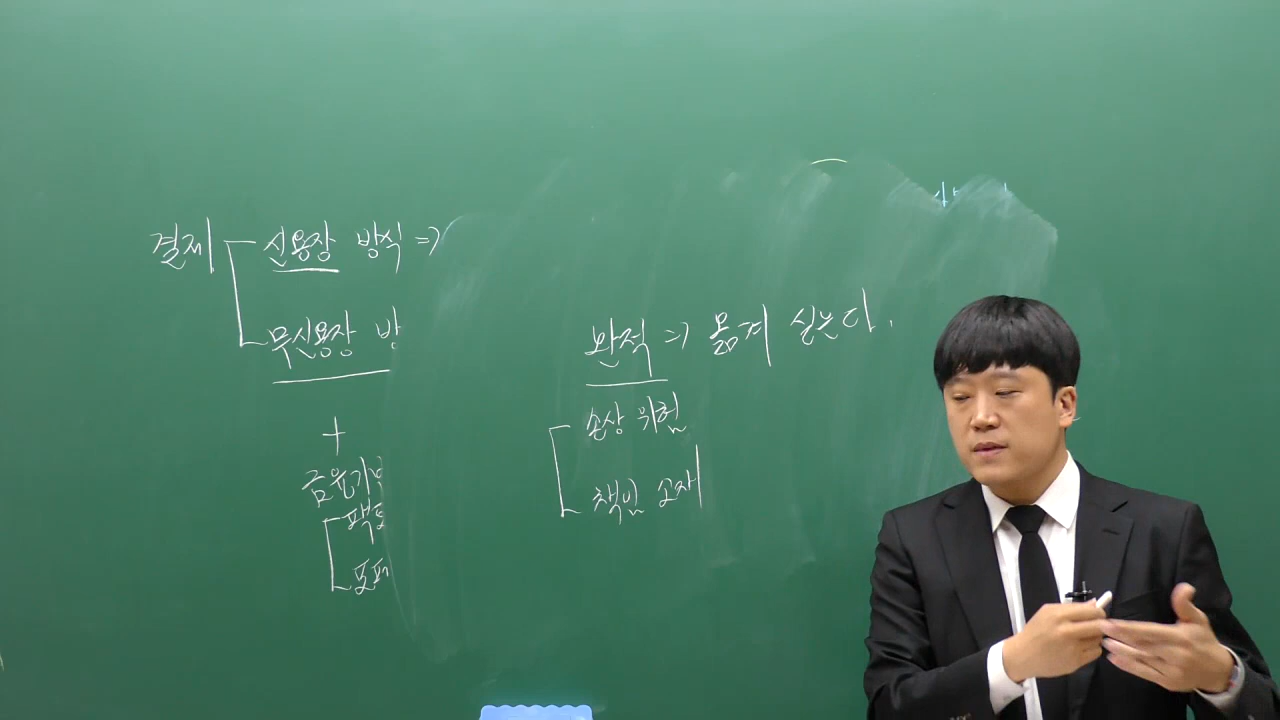 결제 신용장 방식 ⇒
무신용장 방
+
금융기
팩토
포페
환적 ⇒ 옮겨 싣는다.
손상 위험
책임 소재